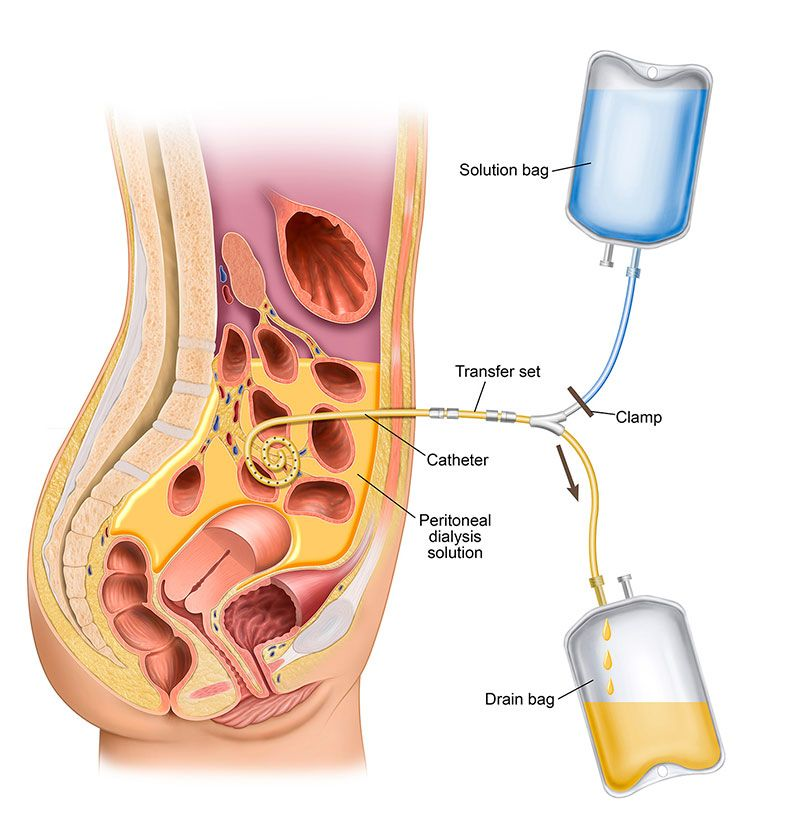 Solution bag
Transfer set
Clamp
Catheter
Peritoneal
dialysis
solution
Drain bag